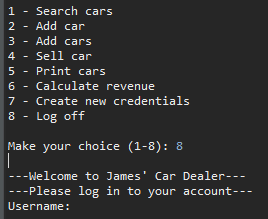 1 - Search cars
2 - Add car
3 - Add cars
4 - Sell car
5 - Print cars
6 - Calculate revenue
7 - Create new credentials
8 - Log off
Make your choice (1-8): 8
---Welcome to James' Car Dealer---
---Please log in to your account---
Username: